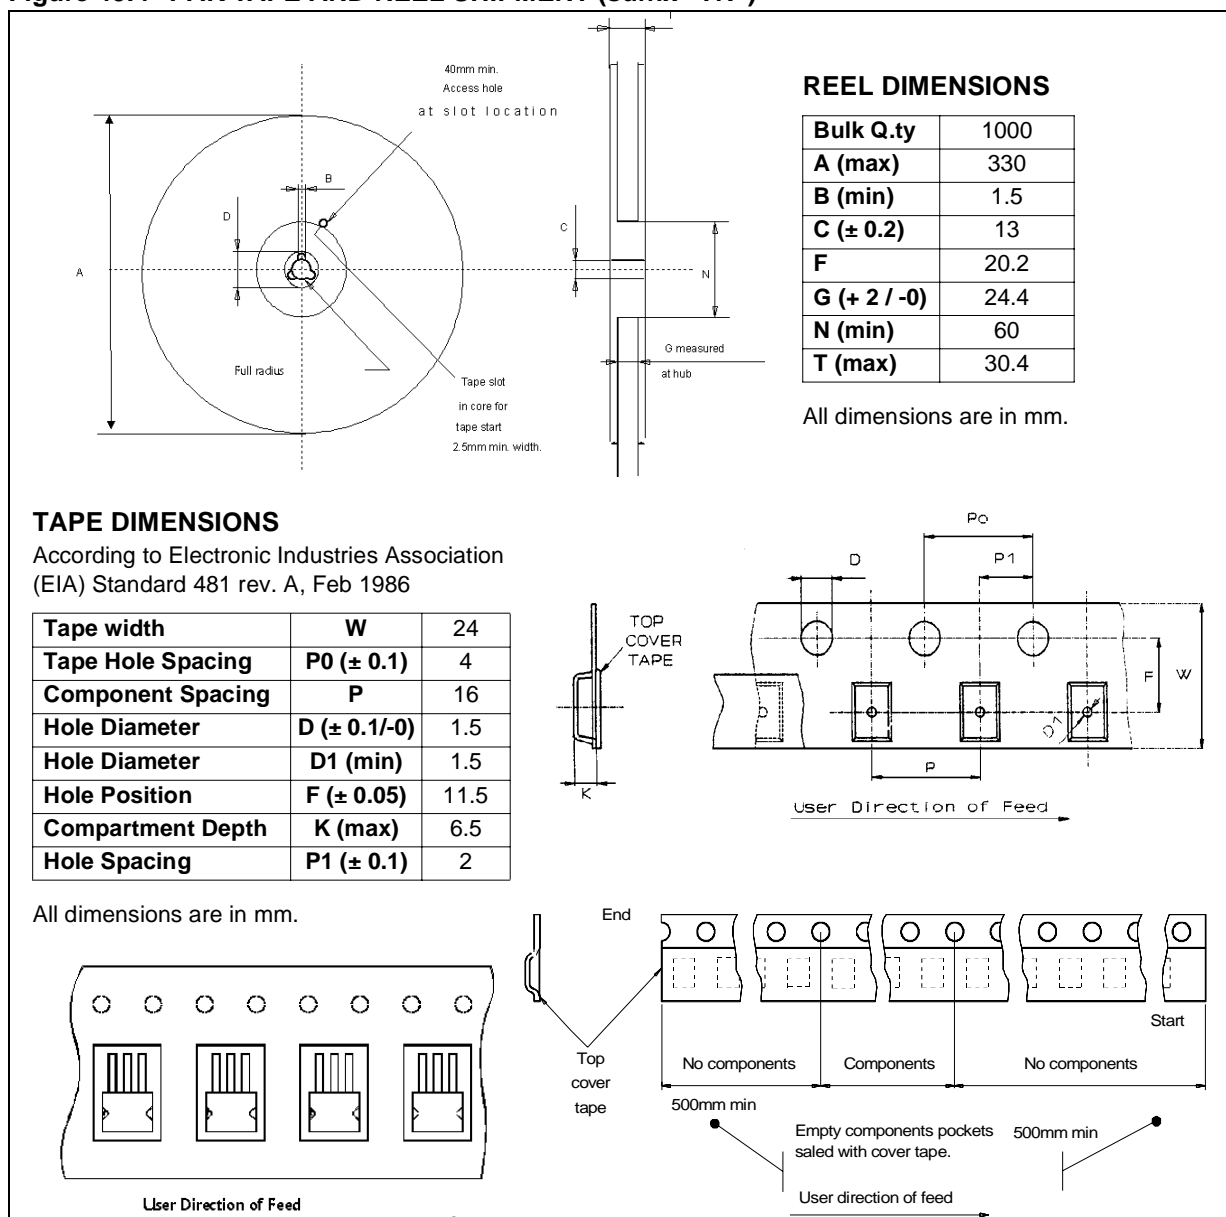 40mm min.
Access hole
at slot location
B
D
A
C
N
Full radius
Tape slot
in core for
tape start
2.5mm min. width.
G measured
at hub
REEL DIMENSIONS
Bulk Q.ty 1000
A (max) 330
B (min) 1.5
C (± 0.2) 13
F 20.2
G (+ 2 / -0) 24.4
N (min) 60
T (max) 30.4
All dimensions are in mm.
TAPE DIMENSIONS
According to Electronic Industries Association
(EIA) Standard 481 rev. A, Feb 1986
Tape width W 24
Tape Hole Spacing P0 (± 0.1) 4
Component Spacing P 16
Hole Diameter D (± 0.1/-0) 1.5
Hole Diameter D1 (min) 1.5
Hole Position F (± 0.05) 11.5
Compartment Depth K (max) 6.5
Hole Spacing P1 (± 0.1) 2
All dimensions are in mm.
TOP
COVER
TAPE
K
Po
D
P1
F
W
D1
P
User Direction of Feed
User Direction of Feed
End
Start
Top
cover
tape
No components
Components
No components
500mm min
Empty components pockets
saled with cover tape.
500mm min
User direction of feed